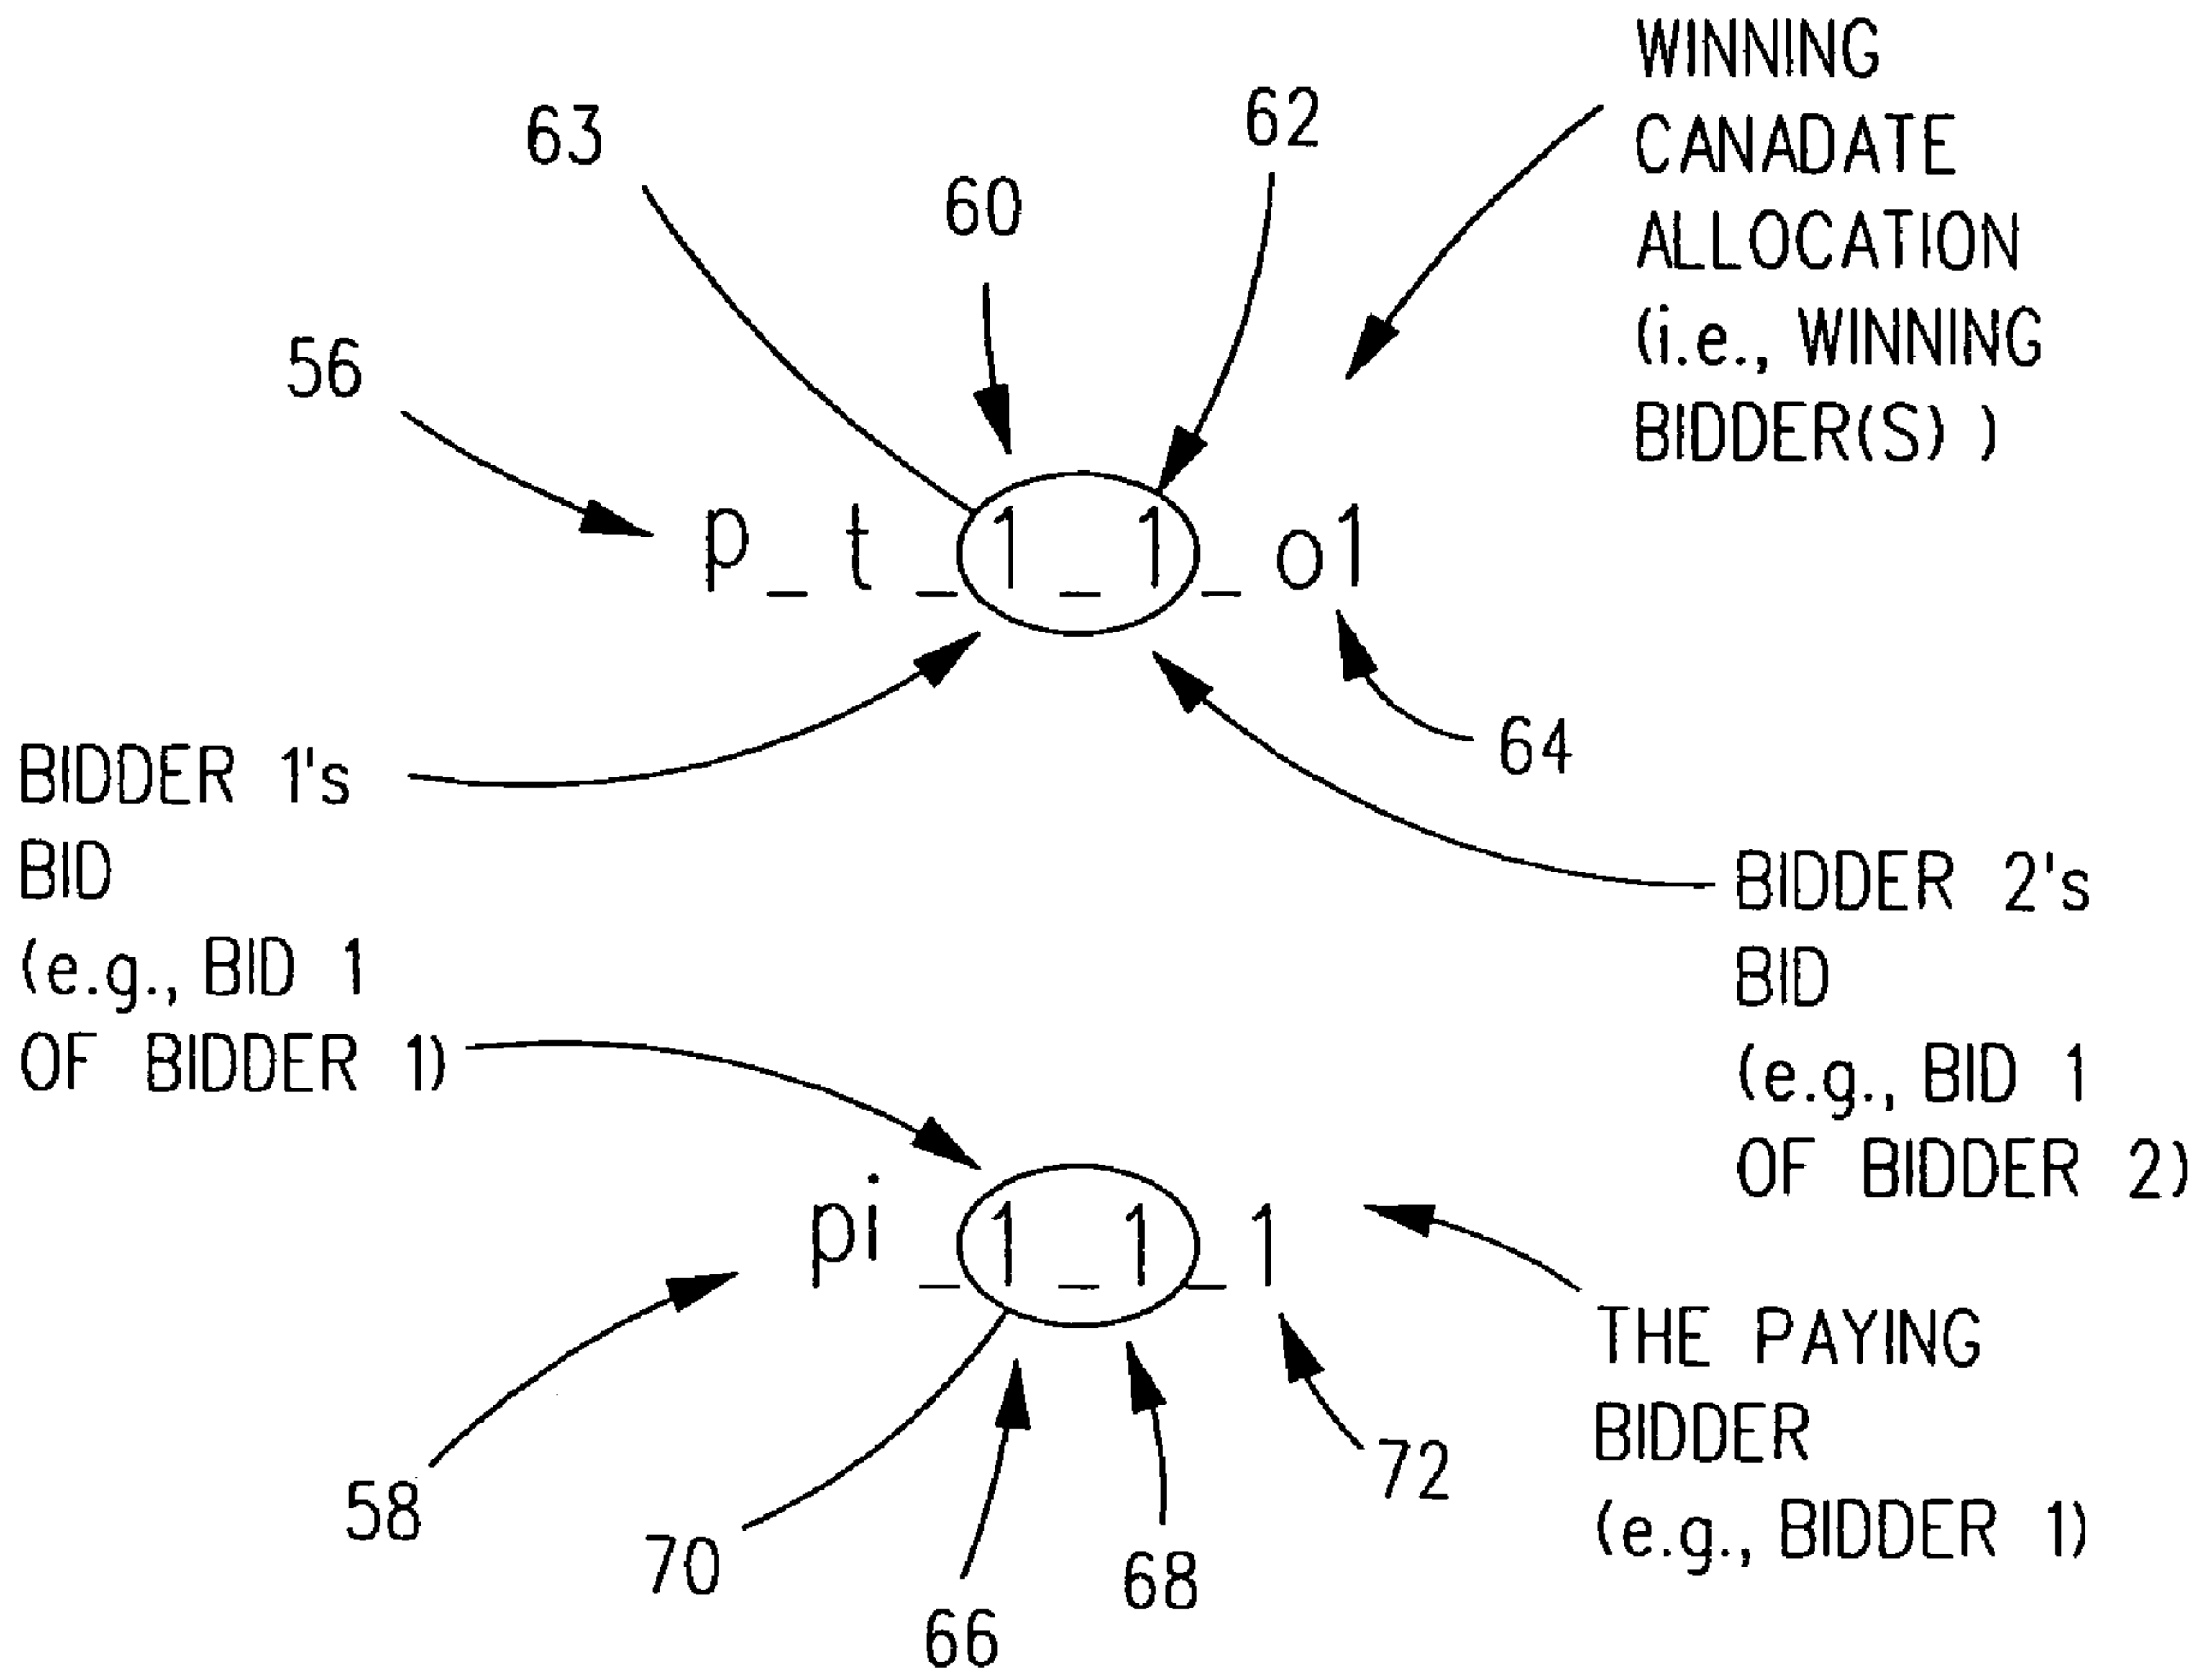 WINNING
CANADATE
ALLOCATION
(i.e., WINNING
BIDDER(S) )
63
60
62
56
p_t_1_1_o1
64
BIDDER 1's
BID
(e.g., BID 1
OF BIDDER 1)
BIDDER 2's
BID
(e.g., BID 1
OF BIDDER 2)
pi_1_1_1
THE PAYING
BIDDER
(e.g., BIDDER 1)
58
70
66
68
72